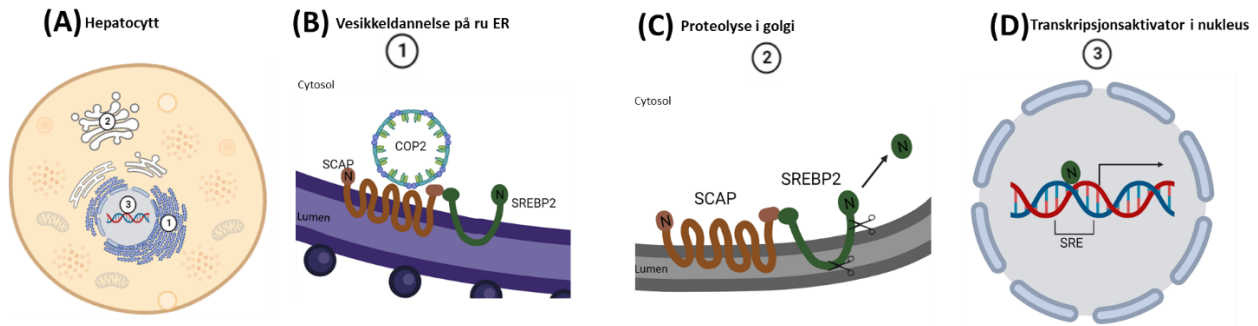 (A) Hepatocytt
2
3
1
(B) Vesikkeldannelse på ru ER
1
Cytosol
COP2
SCAP
N
N
SREBP2
Lumen
(C) Proteolyse i golgi
2
Cytosol
N
SREBP2
SCAP
N
N
Lumen
(D) Transkripsjonsaktivator i nukleus
3
N
SRE